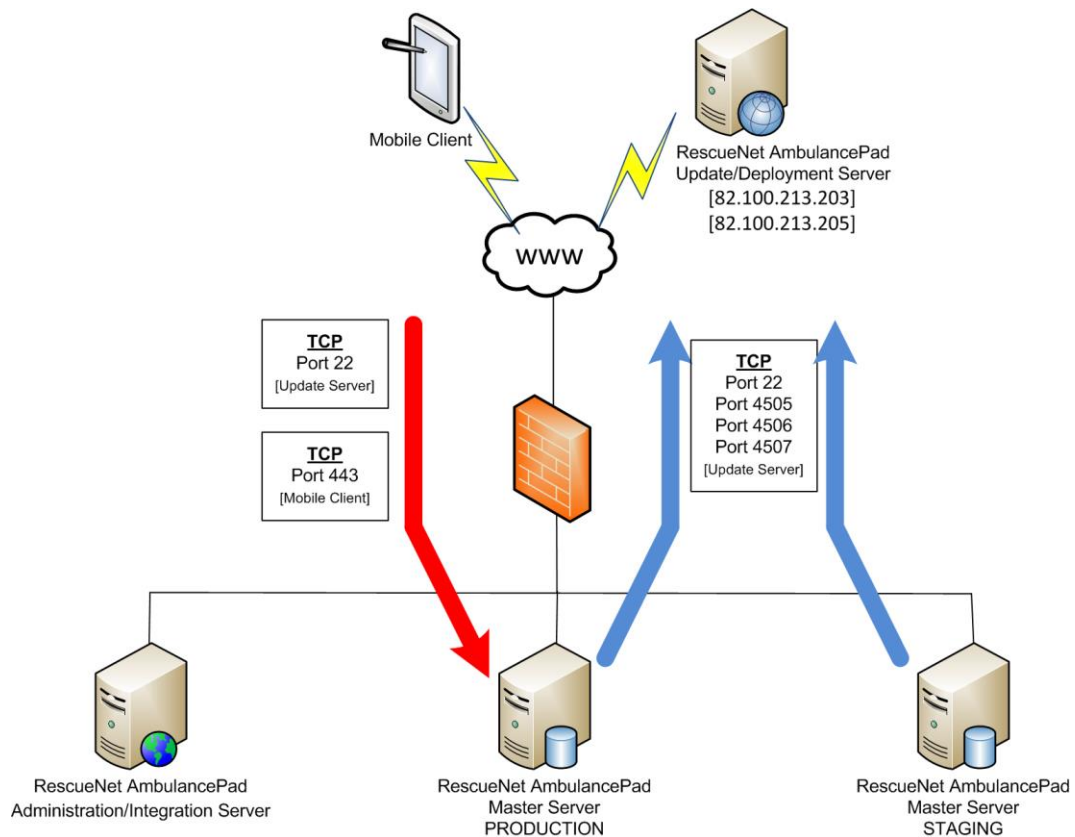 Mobile Client
RescueNet AmbulancePad
Update/Deployment Server
[82.100.213.203]
[82.100.213.205]
www
TCP
Port 22
[Update Server]
TCP
Port 443
[Mobile Client]
TCP
Port 22
Port 4505
Port 4506
Port 4507
[Update Server]
RescueNet AmbulancePad
Administration/Integration Server
RescueNet AmbulancePad
Master Server
PRODUCTION
RescueNet AmbulancePad
Master Server
STAGING